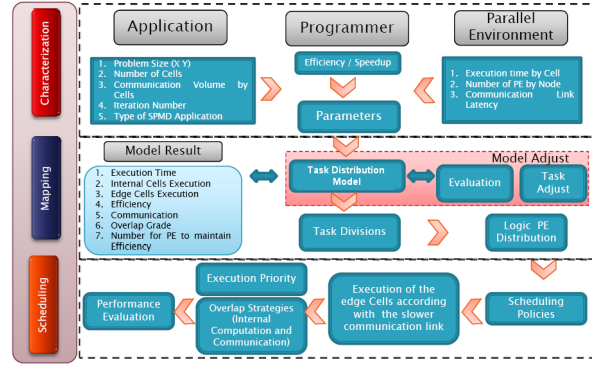 Characterization
Application
Programmer
Parallel
Environment
1. Problem Size (X Y)
2. Number of Cells
3. Communication Volume by
Cells
4. Iteration Number
5. Type of SPMD Application
Efficiency / Speedup
Parameters
1. Execution time by Cell
2. Number of PE by Node
3. Communication Link
Latency
Mapping
Model Result
1. Execution Time
2. Internal Cells Execution
3. Edge Cells Execution
4. Efficiency
5. Communication
6. Overlap Grade
7. Number for PE to maintain
Efficiency
Model Adjust
Task Distribution
Model
Evaluation
Task
Adjust
Task Divisions
Logic PE
Distribution
Scheduling
Performance
Evaluation
Execution Priority
Overlap Strategies
(Internal
Computation and
Communication)
Execution of the
edge Cells according
with the slower
communication link
Scheduling
Policies